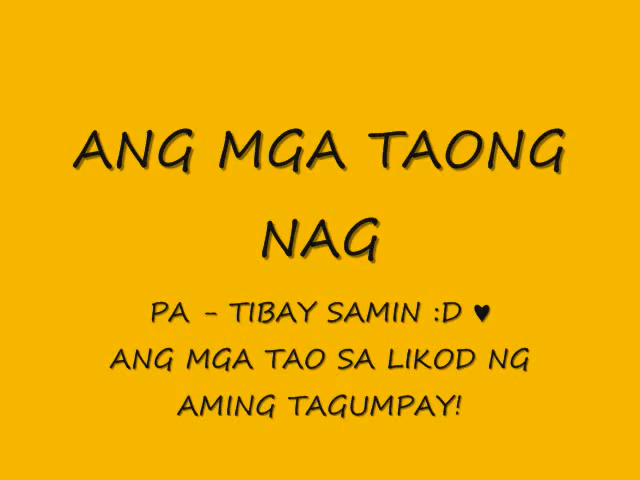 ANG MGA TAONG
NAG
PA - TIBAY SAMIN :D ♥
ANG MGA TAO SA LIKOD NG
AMING TAGUMPAY!